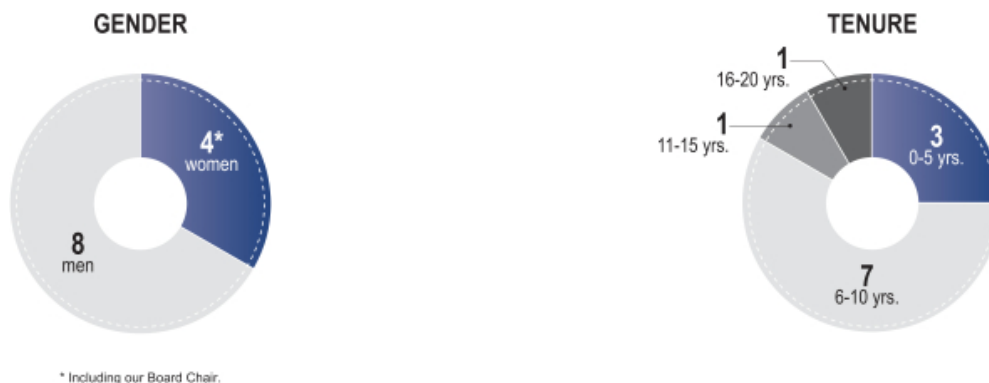 GENDER
4*
women
8
men
* Including our Board Chair.
TENURE
1
16-20 yrs.
1
11-15 yrs.
3
0-5 yrs.
7
6-10 yrs.